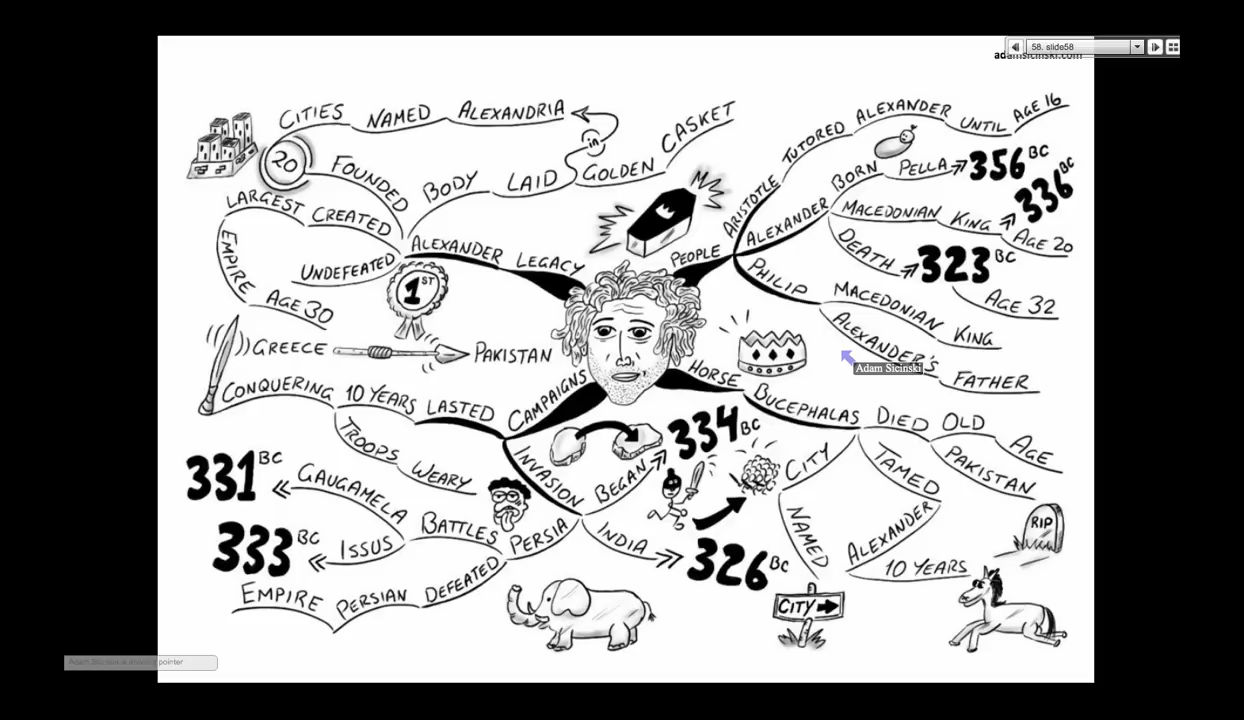 58. slide58
adamsicinski.com
CITIES NAMED ALEXANDRIA
20
FOUNDED
in
BODY LAID GOLDEN CASKET
LARGEST CREATED
EMPIRE
AGE 30
UNDEFEATED
1ST
ALEXANDER LEGACY
PEOPLE
ARISTOTLE TUTORED ALEXANDER UNTIL AGE 16
ALEXANDER
BORN PELLA 356 BC
MACEDONIAN KING 336 BC
AGE 20
DEATH 323 BC
AGE 32
PHILIP
MACEDONIAN KING
ALEXANDER'S FATHER
Adam Sicinski
GREECE PAKISTAN
CONQUERING 10 YEARS LASTED CAMPAIGNS
TROOPS WEARY
INVASION
BEGAN 334 BC
INDIA 326 BC
PERSIA
BATTLES
GAUGAMELA 331 BC
ISSUS 333 BC
EMPIRE PERSIAN DEFEATED
HORSE
BUCEPHALAS
DIED OLD AGE
PAKISTAN
RIP
TAMED
ALEXANDER
10 YEARS
CITY
NAMED
CITY